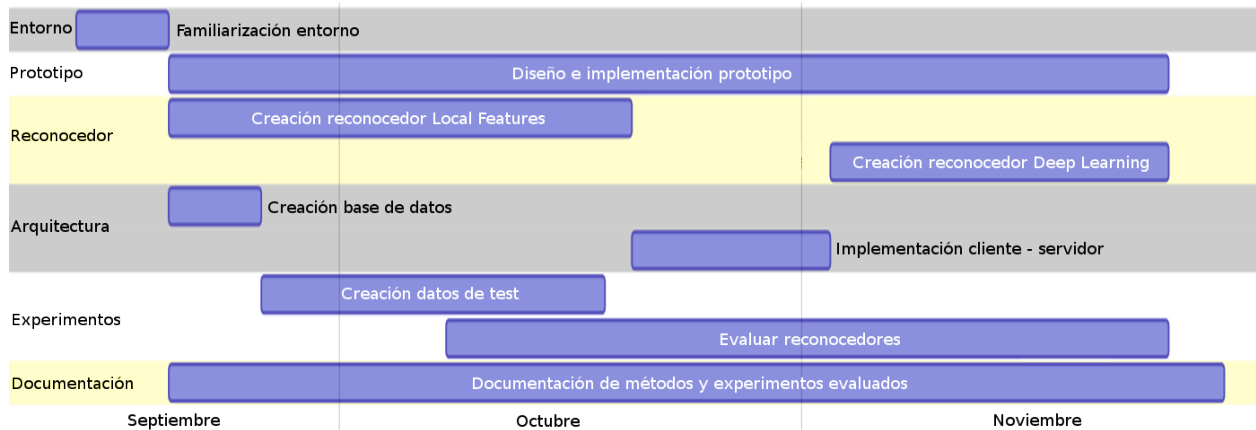 Entorno
Familiarización entorno
Prototipo
Diseño e implementación prototipo
Reconocedor
Creación reconocedor Local Features
Creación reconocedor Deep Learning
Arquitectura
Creación base de datos
Implementación cliente - servidor
Experimentos
Creación datos de test
Evaluar reconocedores
Documentación
Documentación de métodos y experimentos evaluados
Septiembre
Octubre
Noviembre